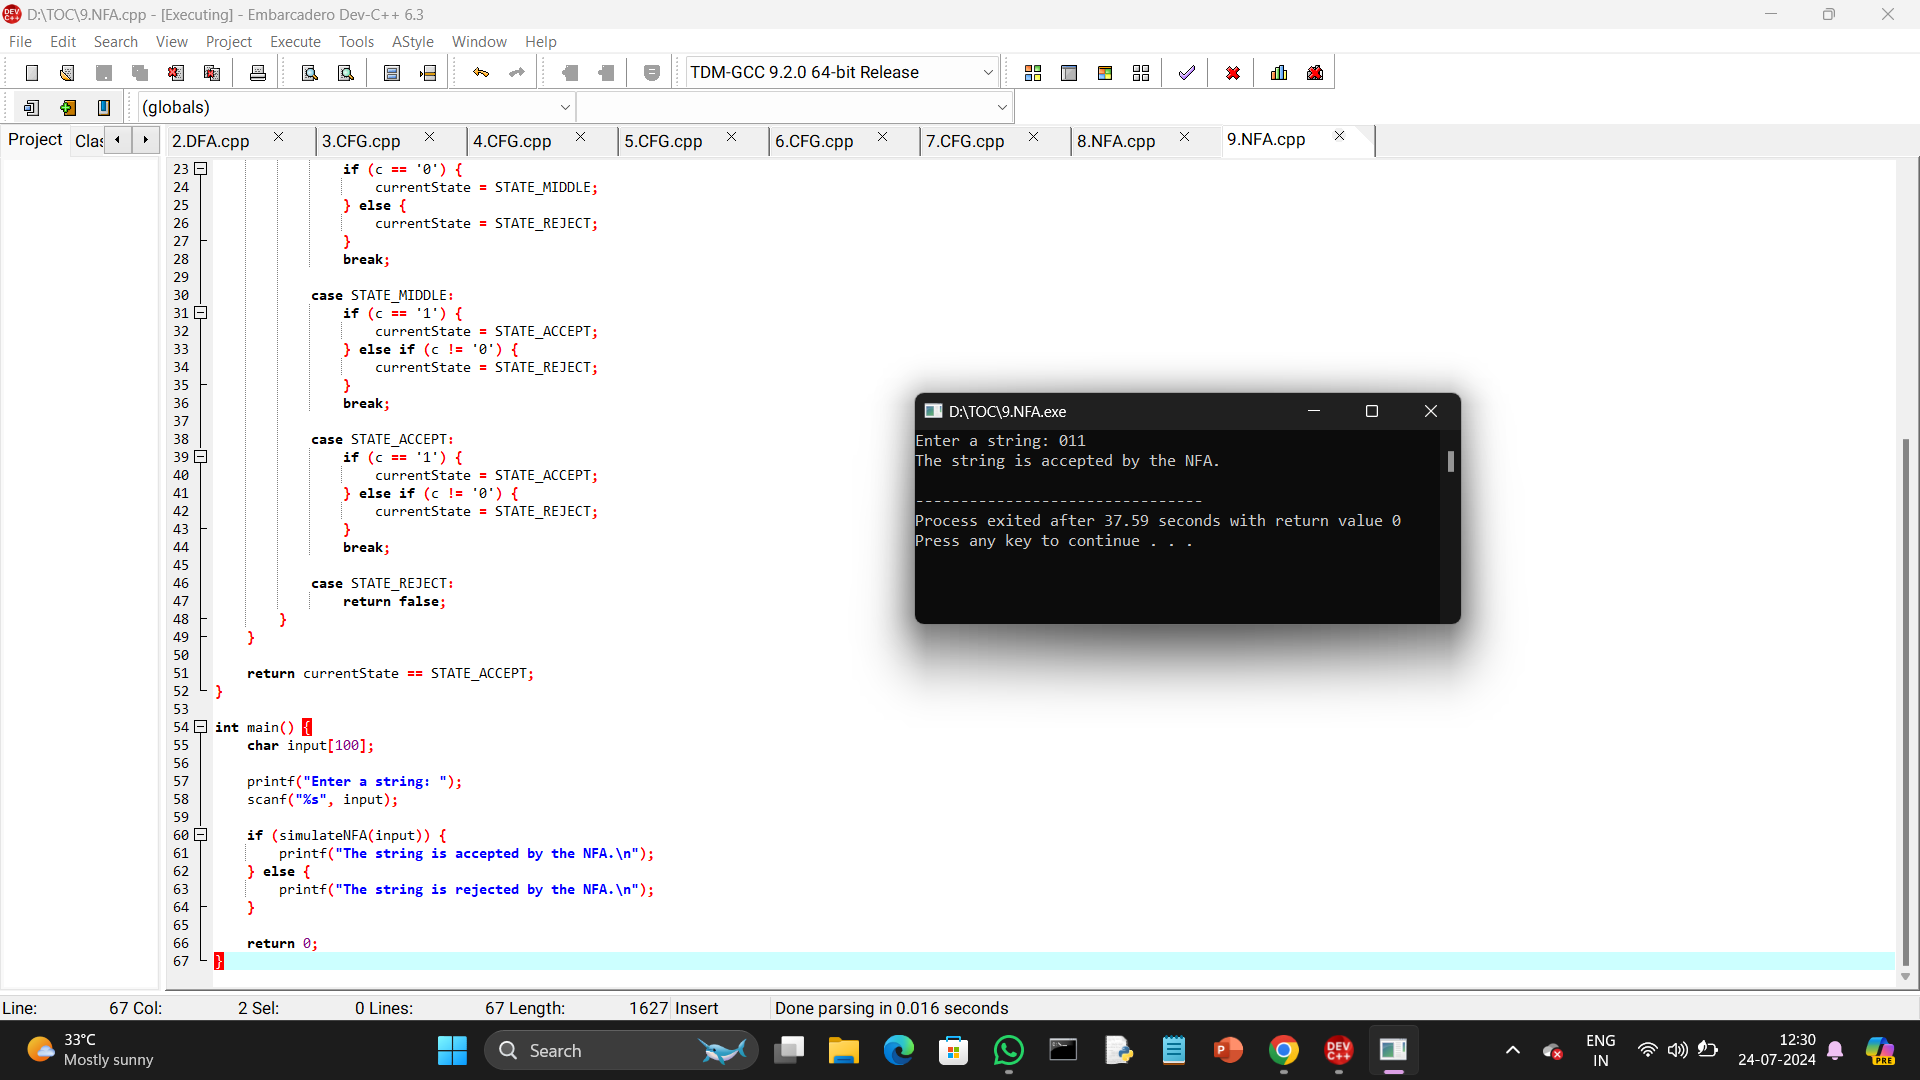 D:\TOC\9.NFA.cpp - [Executing] - Embarcadero Dev-C++ 6.3
File Edit Search View Project Execute Tools AStyle Window Help
TDM-GCC 9.2.0 64-bit Release
(globals)
Project Clas 2.DFA.cpp 3.CFG.cpp 4.CFG.cpp 5.CFG.cpp 6.CFG.cpp 7.CFG.cpp 8.NFA.cpp 9.NFA.cpp
23 if (c == '0') {
24 currentState = STATE_MIDDLE;
25 } else {
26 currentState = STATE_REJECT;
27 }
28 break;
29
30 case STATE_MIDDLE:
31 if (c == '1') {
32 currentState = STATE_ACCEPT;
33 } else if (c != '0') {
34 currentState = STATE_REJECT;
35 }
36 break;
37
38 case STATE_ACCEPT:
39 if (c == '1') {
40 currentState = STATE_ACCEPT;
41 } else if (c != '0') {
42 currentState = STATE_REJECT;
43 }
44 break;
45
46 case STATE_REJECT:
47 return false;
48 }
49 }
50
51 return currentState == STATE_ACCEPT;
52 }
53
54 int main() {
55 char input[100];
56
57 printf("Enter a string: ");
58 scanf("%s", input);
59
60 if (simulateNFA(input)) {
61 printf("The string is accepted by the NFA.\n");
62 } else {
63 printf("The string is rejected by the NFA.\n");
64 }
65
66 return 0;
67 }
D:\TOC\9.NFA.exe
Enter a string: 011
The string is accepted by the NFA.
--------------------------------
Process exited after 37.59 seconds with return value 0
Press any key to continue . . .
Line: 67 Col: 2 Sel: 0 Lines: 67 Length: 1627 Insert Done parsing in 0.016 seconds
33°C
Mostly sunny
Search
DEV C++
ENG
IN
12:30
24-07-2024
PRE